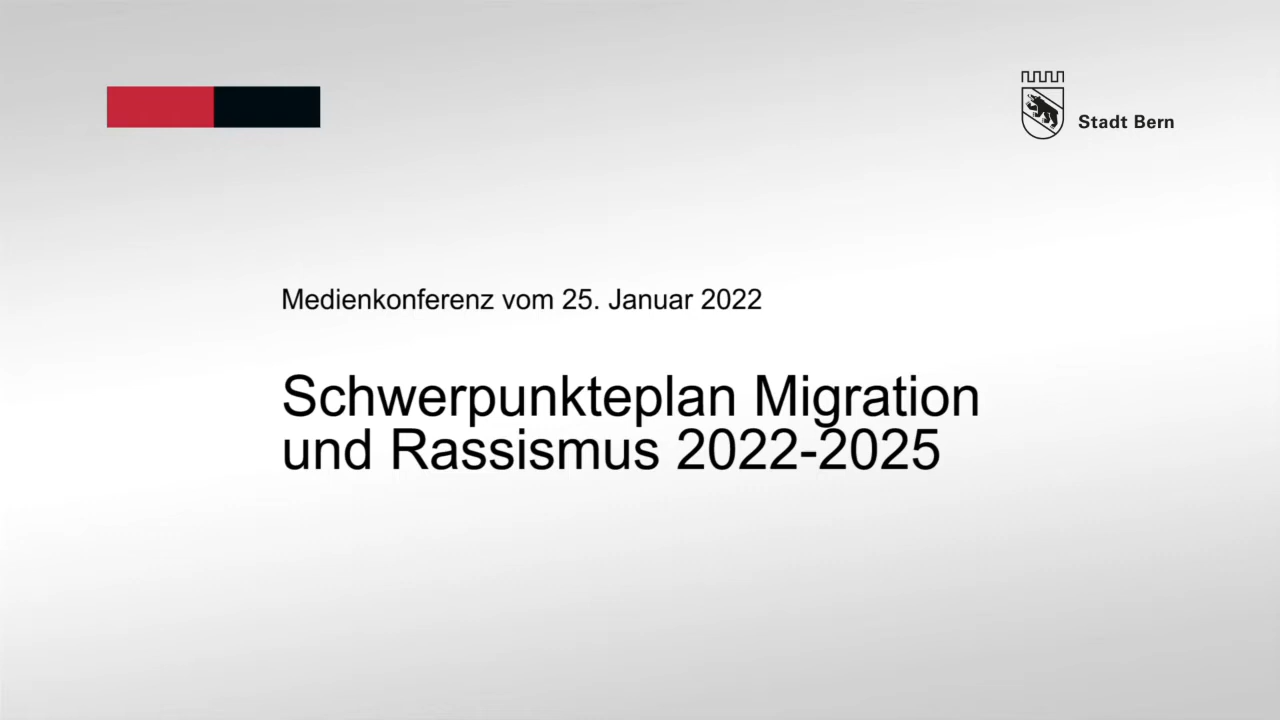 Stadt Bern
Medienkonferenz vom 25. Januar 2022
Schwerpunkteplan Migration
und Rassismus 2022-2025